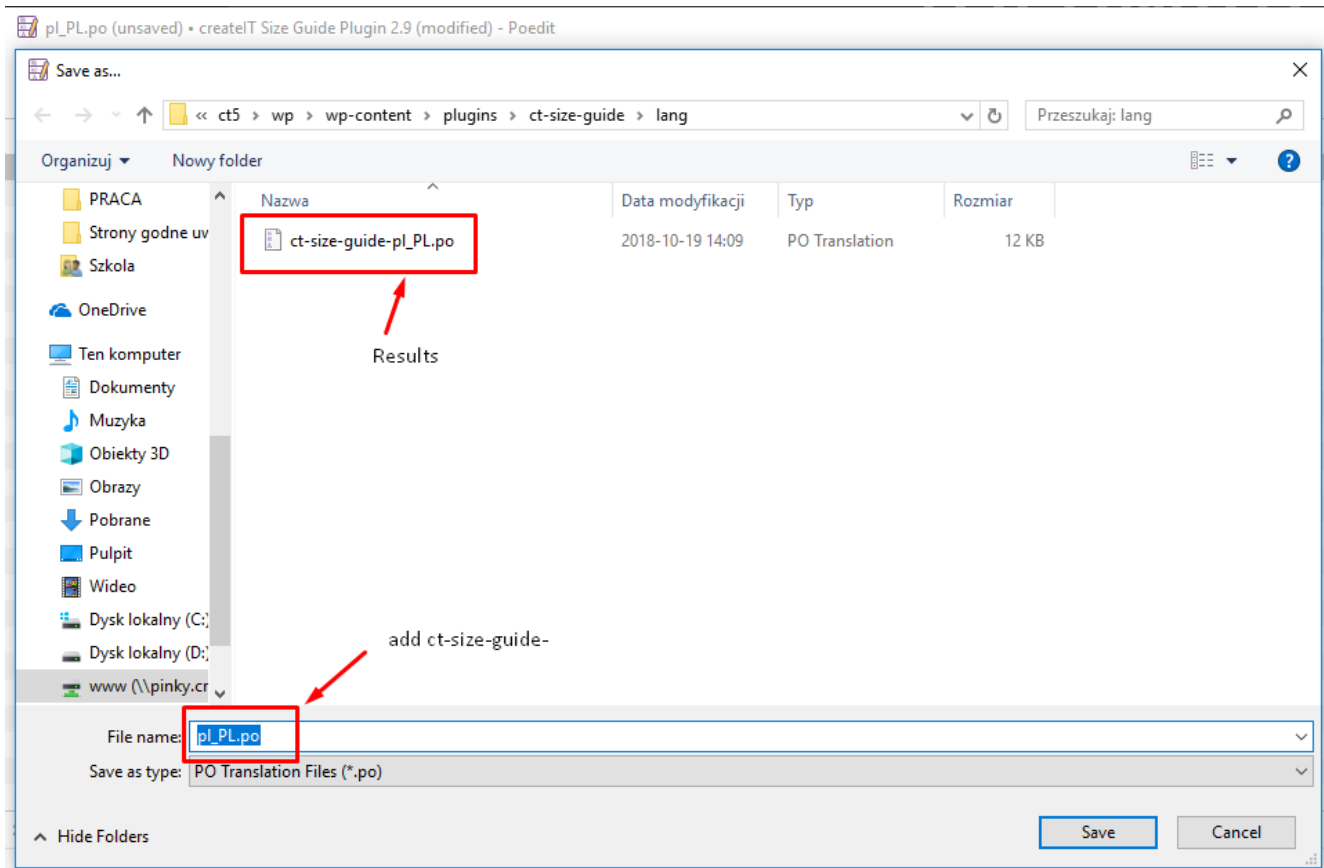 pl_PL.po (unsaved) • createIT Size Guide Plugin 2.9 (modified) - Poedit
Save as...
« ct5 > wp > wp-content > plugins > ct-size-guide > lang
Przeszukaj: lang
Organizuj
Nowy folder
Nazwa
Data modyfikacji
Typ
Rozmiar
ct-size-guide-pl_PL.po
2018-10-19 14:09
PO Translation
12 KB
PRACA
Strony godne uw
Szkola
OneDrive
Ten komputer
Dokumenty
Muzyka
Obiekty 3D
Obrazy
Pobrane
Pulpit
Wideo
Dysk lokalny (C:)
Dysk lokalny (D:)
www (\\pinky.cr
Results
add ct-size-guide-
File name: pl_PL.po
Save as type: PO Translation Files (*.po)
Hide Folders
Save
Cancel